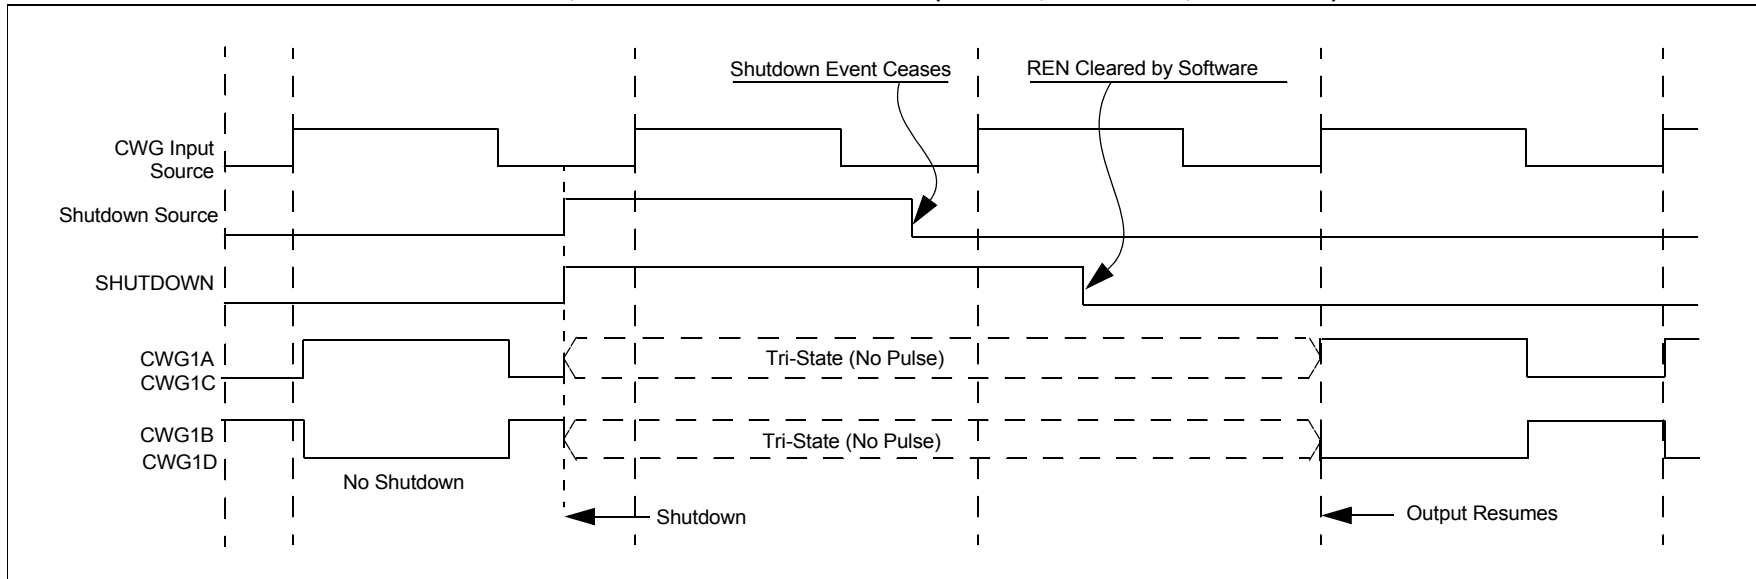 Shutdown Event Ceases
REN Cleared by Software
CWG Input
Source
Shutdown Source
SHUTDOWN
CWG1A
CWG1C
Tri-State (No Pulse)
CWG1B
CWG1D
Tri-State (No Pulse)
No Shutdown
Shutdown
Output Resumes